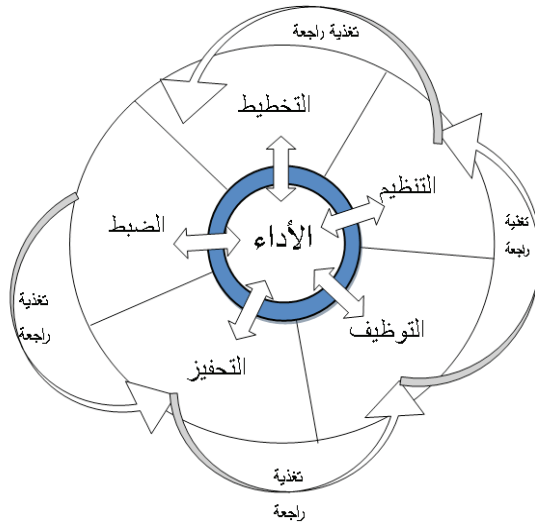 تغذية راجعة
التخطيط
التنظيم
تغذية
راجعة
الضبط
الأداء
تغذية
راجعة
التوظيف
التحفيز
تغذية
راجعة